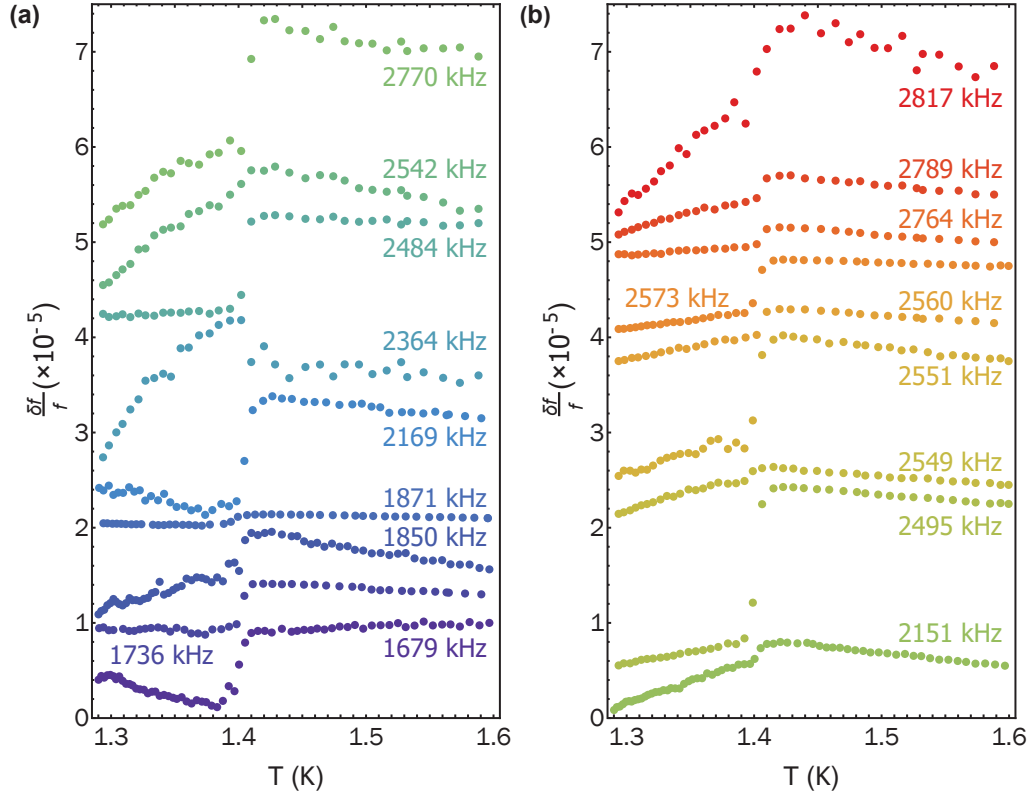 (a)
7
6
5
4
3
2
1
0
δf/f (×10⁻⁵)
2770 kHz
2542 kHz
2484 kHz
2364 kHz
2169 kHz
1871 kHz
1850 kHz
1736 kHz
1679 kHz
1.3 1.4 1.5 1.6
T (K)
(b)
7
6
5
4
3
2
1
0
δf/f (×10⁻⁵)
2817 kHz
2789 kHz
2764 kHz
2573 kHz
2560 kHz
2551 kHz
2549 kHz
2495 kHz
2151 kHz
1.3 1.4 1.5 1.6
T (K)